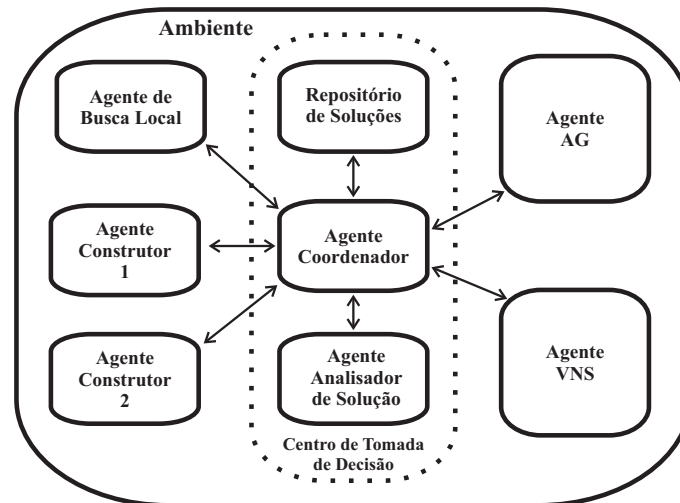 Ambiente
Agente de
Busca Local
Repositório
de Soluções
Agente
AG
Agente
Construtor
1
Agente
Coordenador
Agente
Construtor
2
Agente
Analisador
de Solução
Agente
VNS
Centro de Tomada
de Decisão